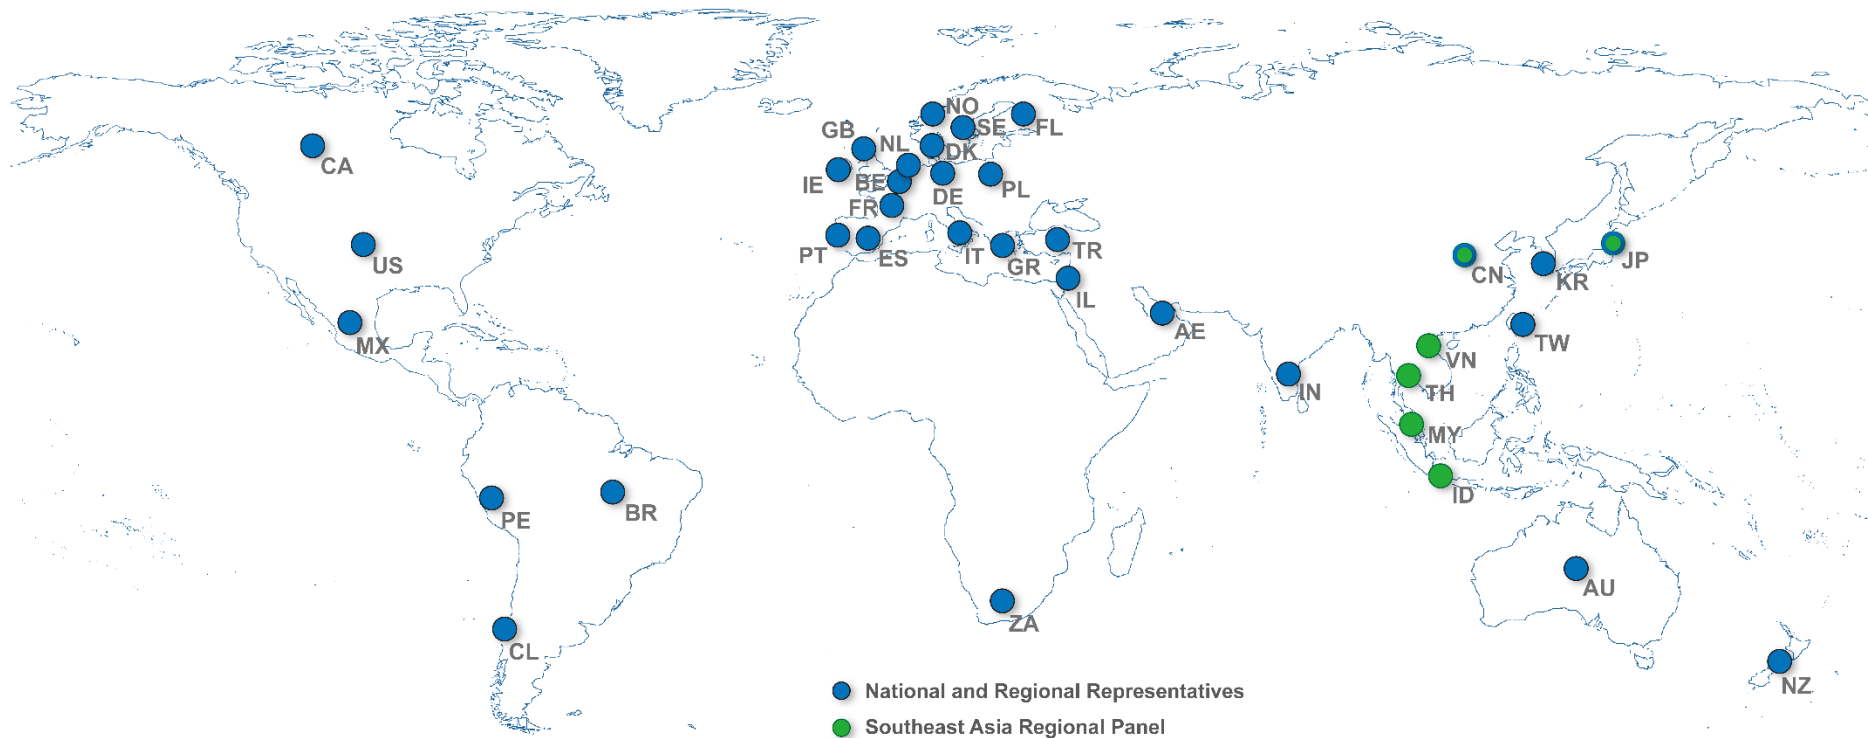 NO
SE
FL
GB
NL
DK
CA
IE
BE
DE
PL
FR
PT
ES
IT
GR
TR
US
CN
KR
JP
IL
AE
MX
TW
VN
IN
TH
MY
ID
PE
BR
AU
ZA
CL
NZ
National and Regional Representatives
Southeast Asia Regional Panel